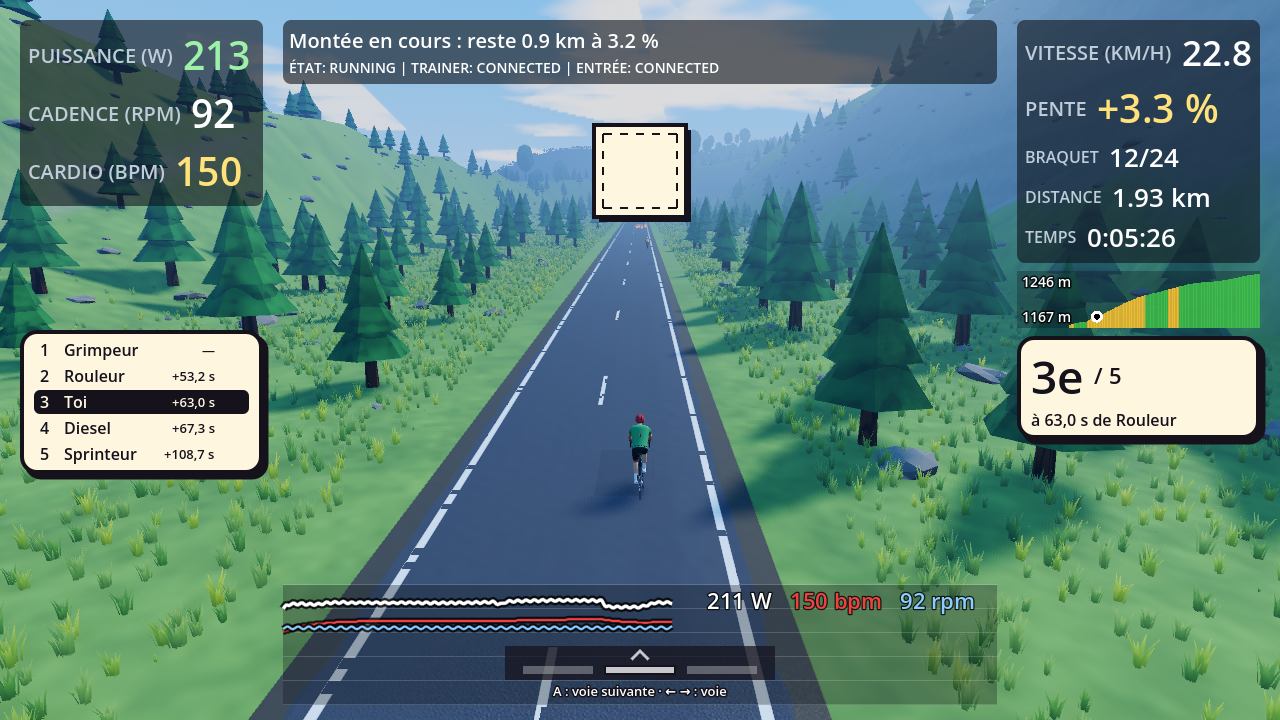 PUISSANCE (W) 213
CADENCE (RPM) 92
CARDIO (BPM) 150
Montée en cours : reste 0.9 km à 3.2 %
ÉTAT: RUNNING | TRAINER: CONNECTED | ENTRÉE: CONNECTED
VITESSE (KM/H) 22.8
PENTE +3.3 %
BRAQUET 12/24
DISTANCE 1.93 km
TEMPS 0:05:26
1246 m
1167 m
1 Grimpeur —
2 Rouleur +53,2 s
3 Toi +63,0 s
4 Diesel +67,3 s
5 Sprinteur +108,7 s
3e / 5
à 63,0 s de Rouleur
211 W 150 bpm 92 rpm
A : voie suivante · ← → : voie